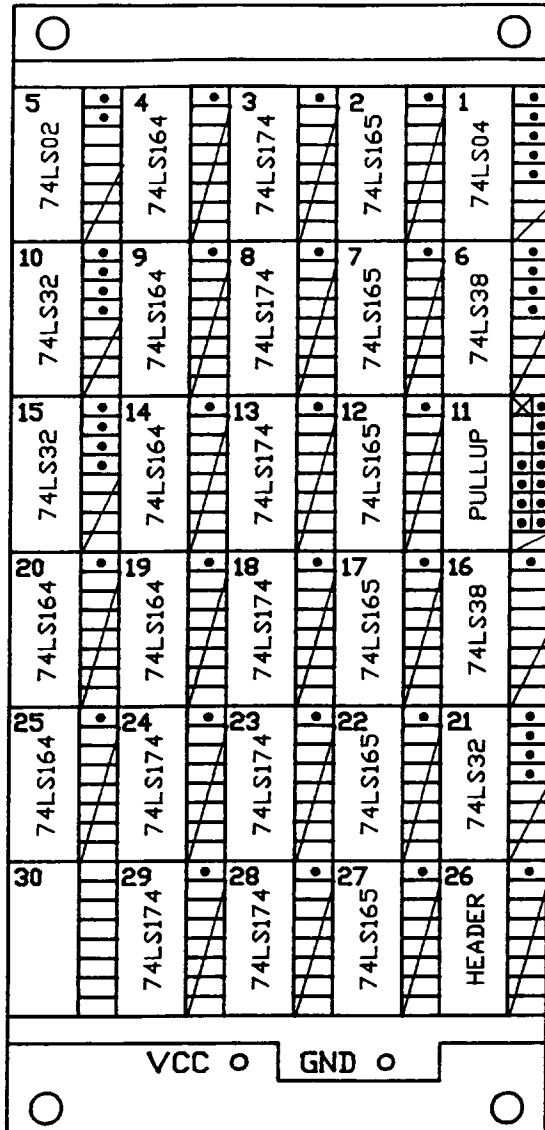 5 4 3 2 1
74LS02 74LS164 74LS174 74LS165 74LS04
10 9 8 7 6
74LS32 74LS164 74LS174 74LS165 74LS38
15 14 13 12 11
74LS32 74LS164 74LS174 74LS165 PULLUP
20 19 18 17 16
74LS164 74LS164 74LS174 74LS165 74LS38
25 24 23 22 21
74LS164 74LS174 74LS174 74LS165 74LS32
30 29 28 27 26
74LS174 74LS174 74LS165 HEADER
VCC GND